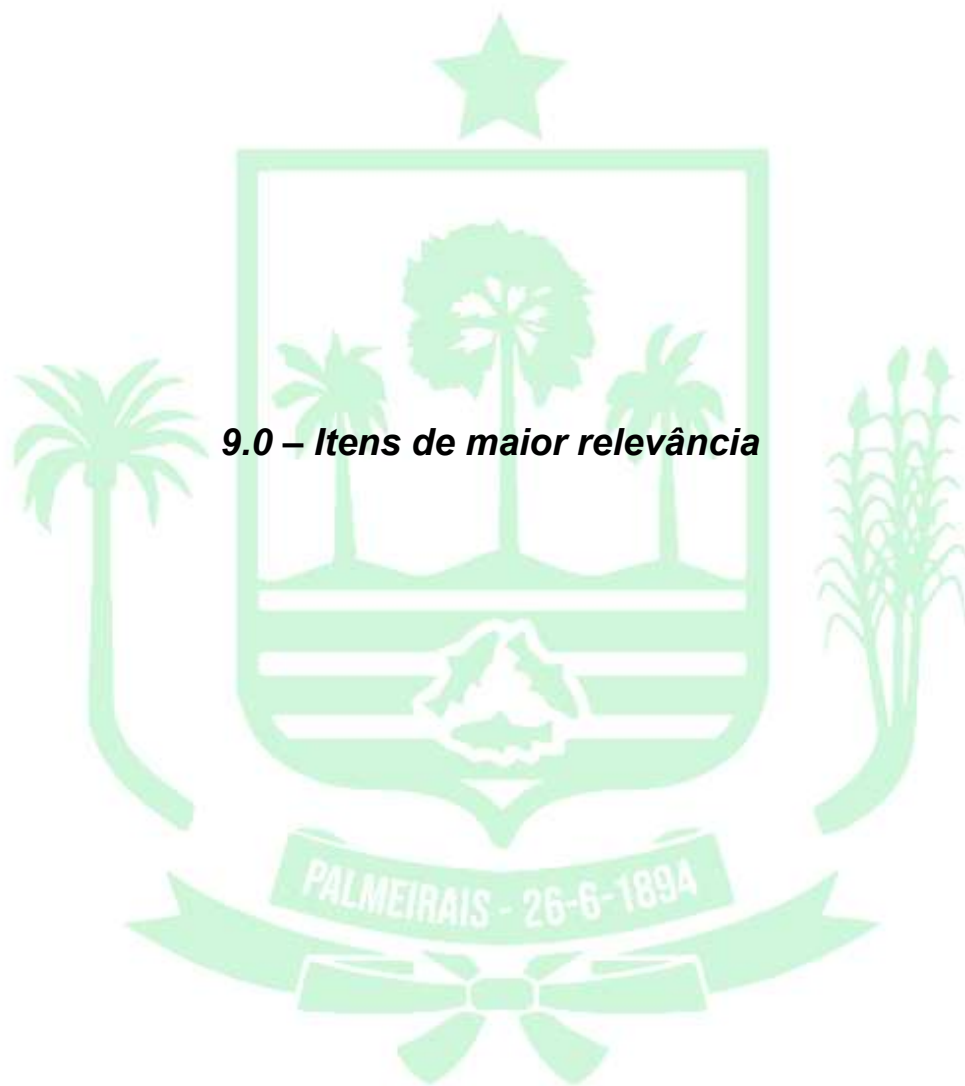 9.0 – Itens de maior relevância
PALMEIRAIS - 26-6-1894